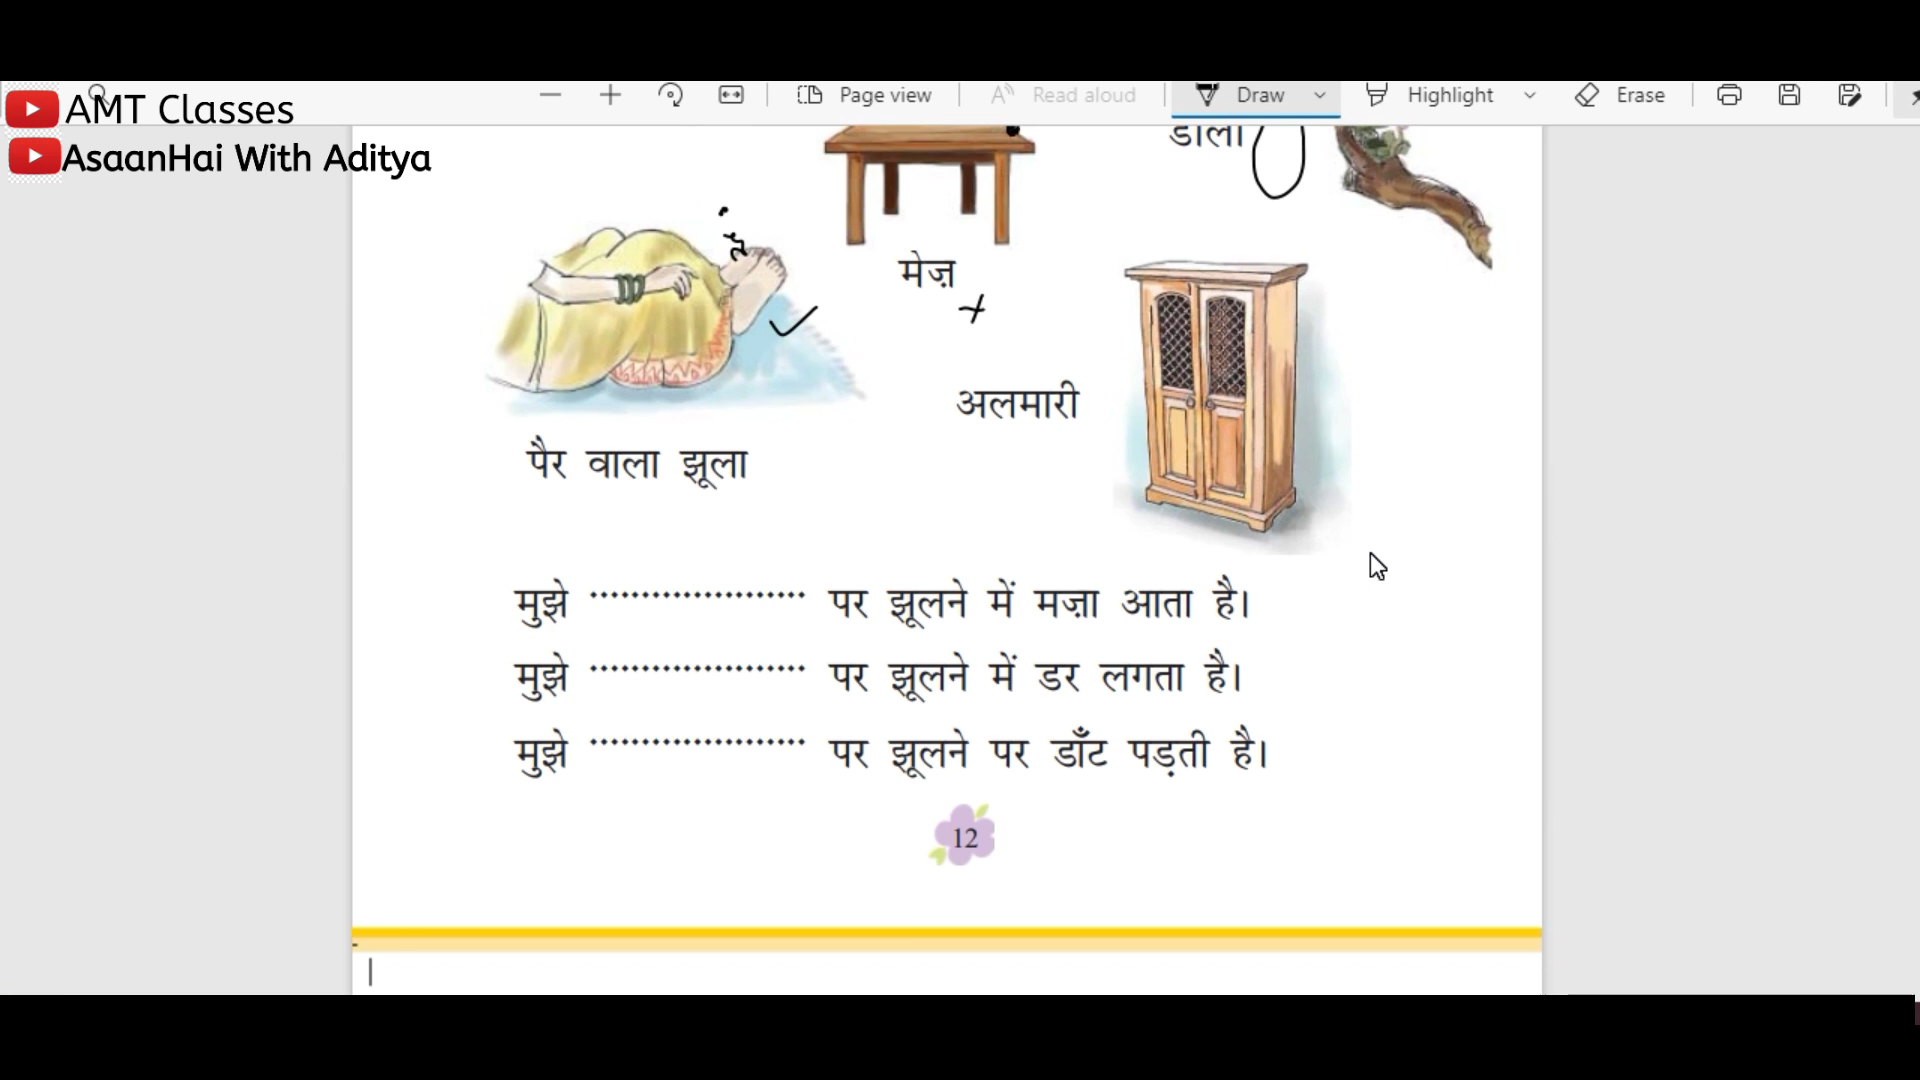 AMT Classes
AsaanHai With Aditya
Page view
Read aloud
Draw
Highlight
Erase
डाली
मेज़
अलमारी
पैर वाला झूला
मुझे ..................... पर झूलने में मज़ा आता है।
मुझे ..................... पर झूलने में डर लगता है।
मुझे ..................... पर झूलने पर डाँट पड़ती है।
12